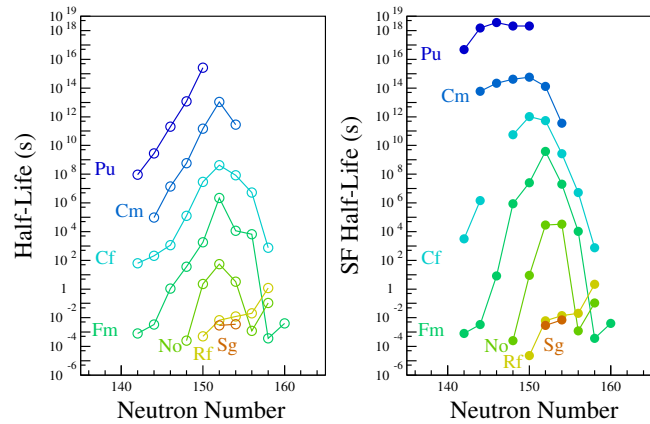 Half-Life (s)
10 18
10 16
10 14
10 12
10 10
10 8
10 6
10 4
10 2
1
10 -2
10 -4
10 -6
Pu
Cm
Cf
Fm
No
Rf
Sg
140
150
160
Neutron Number
SF Half-Life (s)
10 19
10 18
10 16
10 14
10 12
10 10
10 8
10 6
10 4
10 2
1
10 -2
10 -4
10 -6
Pu
Cm
Cf
Fm
No
Rf
Sg
140
150
160
Neutron Number